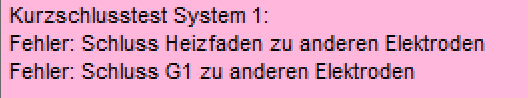 Kurzschlusstest System 1:
Fehler: Schluss Heizfaden zu anderen Elektroden
Fehler: Schluss G1 zu anderen Elektroden